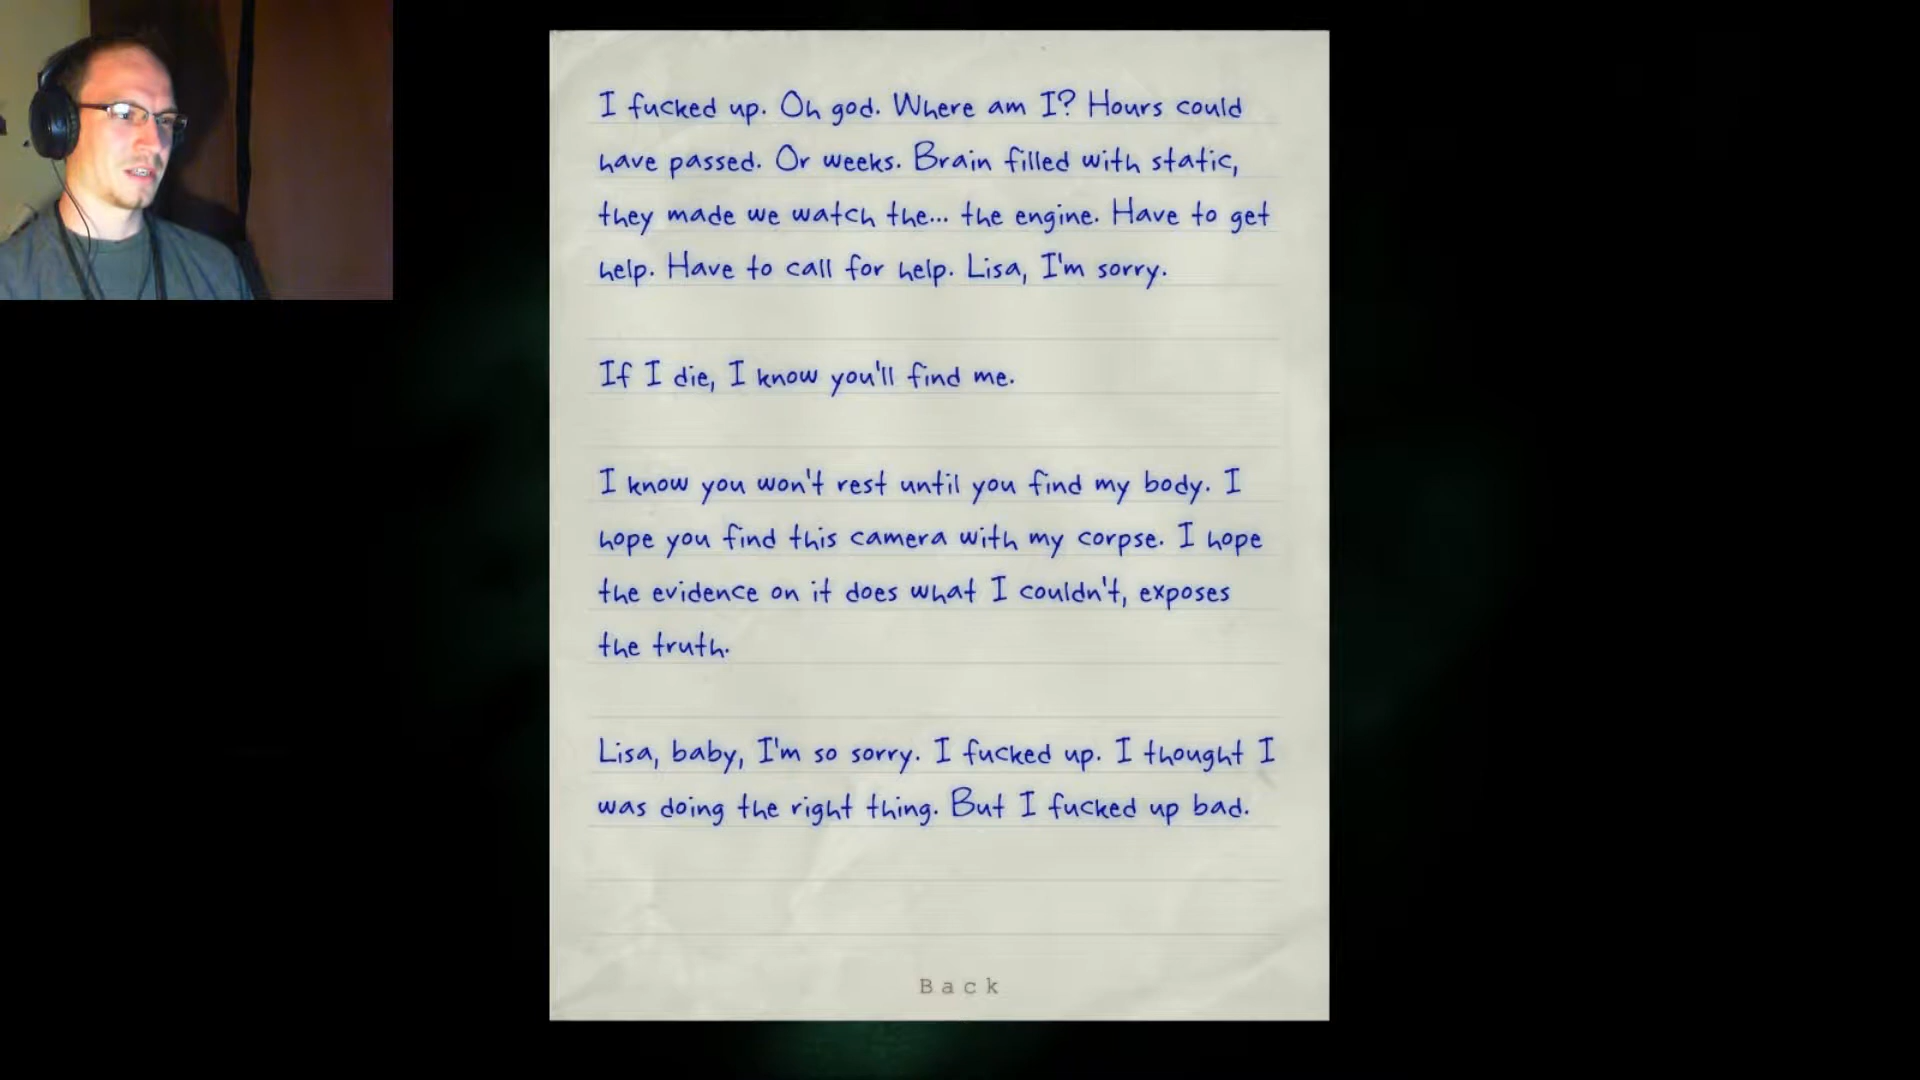 I fucked up. Oh god. Where am I? Hours could
have passed. Or weeks. Brain filled with static,
they made we watch the... the engine. Have to get
help. Have to call for help. Lisa, I'm sorry.
If I die, I know you'll find me.
I know you won't rest until you find my body. I
hope you find this camera with my corpse. I hope
the evidence on it does what I couldn't, exposes
the truth.
Lisa, baby, I'm so sorry. I fucked up. I thought I
was doing the right thing. But I fucked up bad.
Back